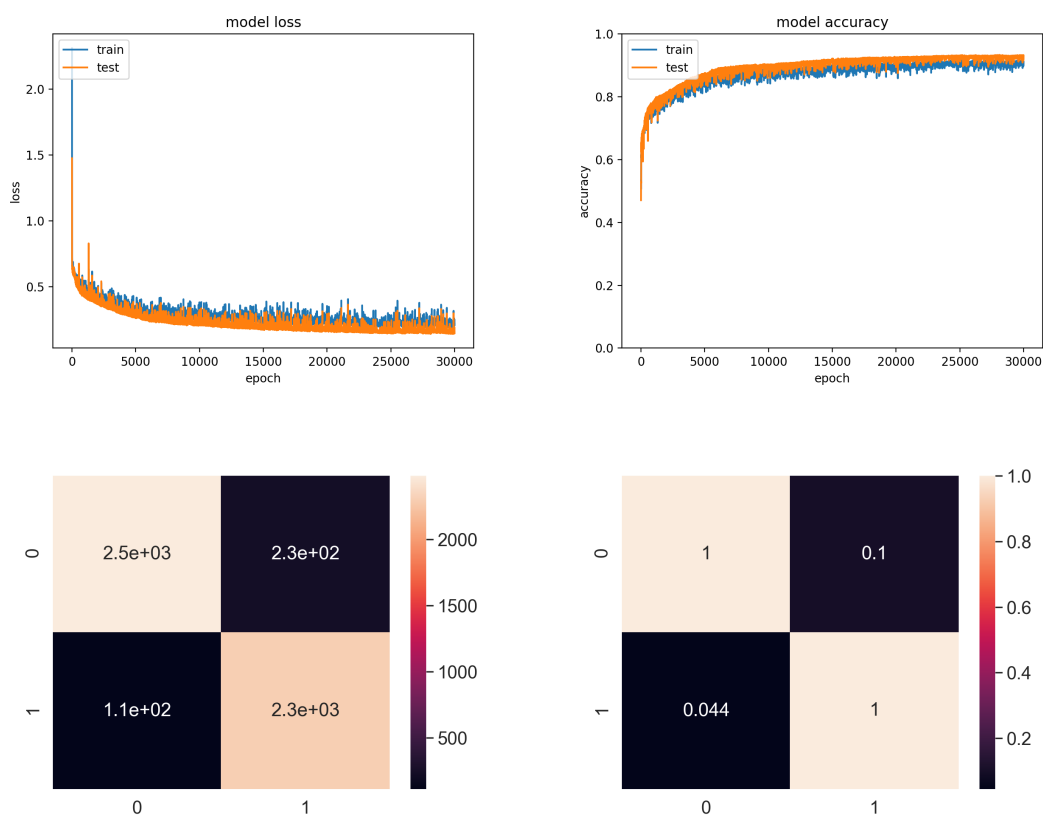 model loss
train
test
2.0
1.5
1.0
0.5
loss
0 5000 10000 15000 20000 25000 30000
epoch
model accuracy
train
test
1.0
0.8
0.6
0.4
0.2
0.0
accuracy
0 5000 10000 15000 20000 25000 30000
epoch
0 2.5e+03 2.3e+02
1 1.1e+02 2.3e+03
0 1
2000
1500
1000
500
0 1 0.1
1 0.044 1
0 1
1.0
0.8
0.6
0.4
0.2